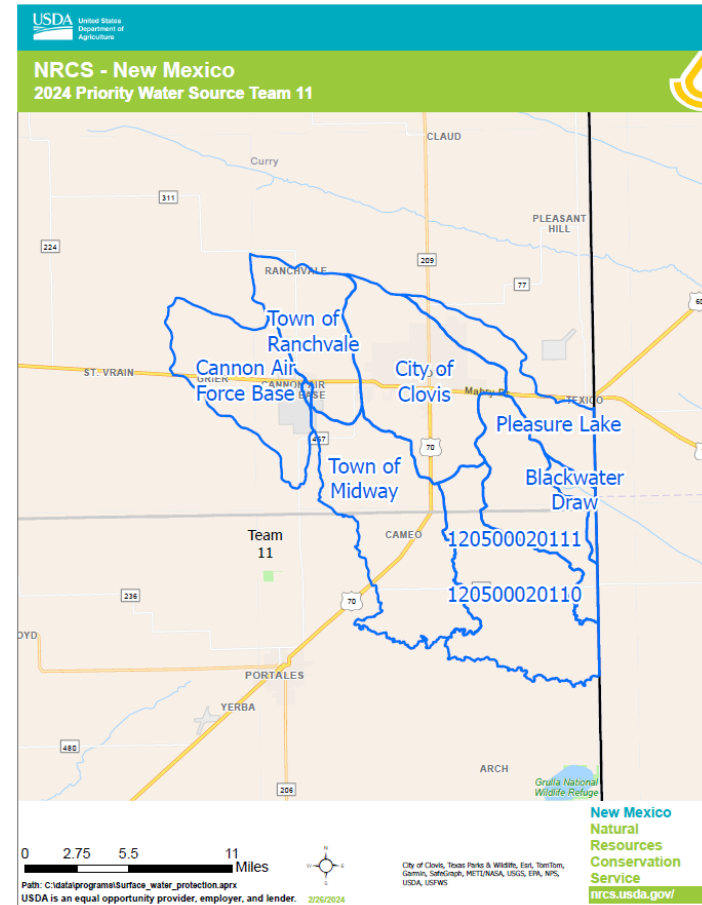 USDA
United States
Department of
Agriculture
NRCS - New Mexico
2024 Priority Water Source Team 11
CLAUD
Curry
311
PLEASANT
HILL
224
209
RANCHVALE
77
60
Town of
Ranchvale
ST. VRAIN
Cannon Air
Force Base
GRIER
CANNON AIR
BASE
City of
Clovis
Mabry Dr
TEXICO
Pleasure Lake
467
70
Town of
Midway
Blackwater
Draw
Team
11
CAMEO
120500020111
236
120500020110
70
OYD
PORTALES
YERBA
480
ARCH
206
Grulla National
Wildlife Refuge
0 2.75 5.5 11
Miles
N
W E
S
City of Clovis, Texas Parks & Wildlife, Esri, TomTom,
Garmin, SafeGraph, METI/NASA, USGS, EPA, NPS,
USDA, USFWS
Path: C:\data\programs\Surface_water_protection.aprx
USDA is an equal opportunity provider, employer, and lender.
2/26/2024
New Mexico
Natural
Resources
Conservation
Service
nrcs.usda.gov/